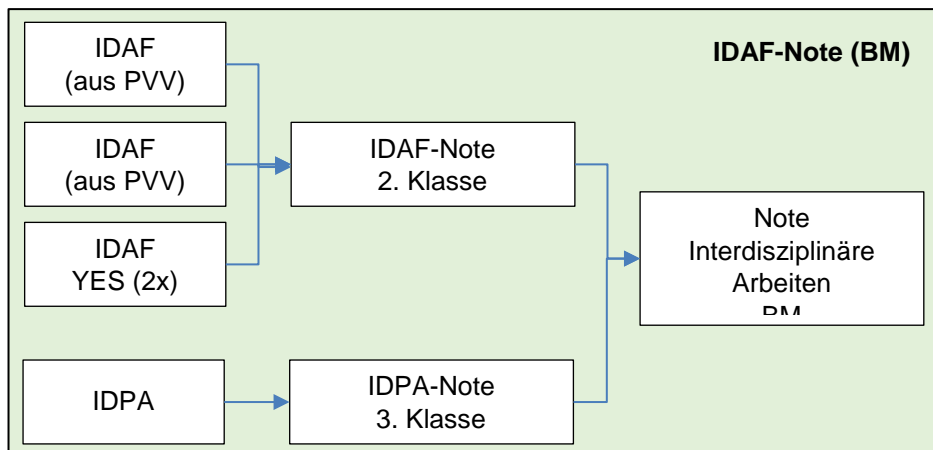 IDAF-Note (BM)
IDAF
(aus PVV)
IDAF
(aus PVV)
IDAF
YES (2x)
IDAF-Note
2. Klasse
Note
Interdisziplinäre
Arbeiten
BM
IDPA
IDPA-Note
3. Klasse